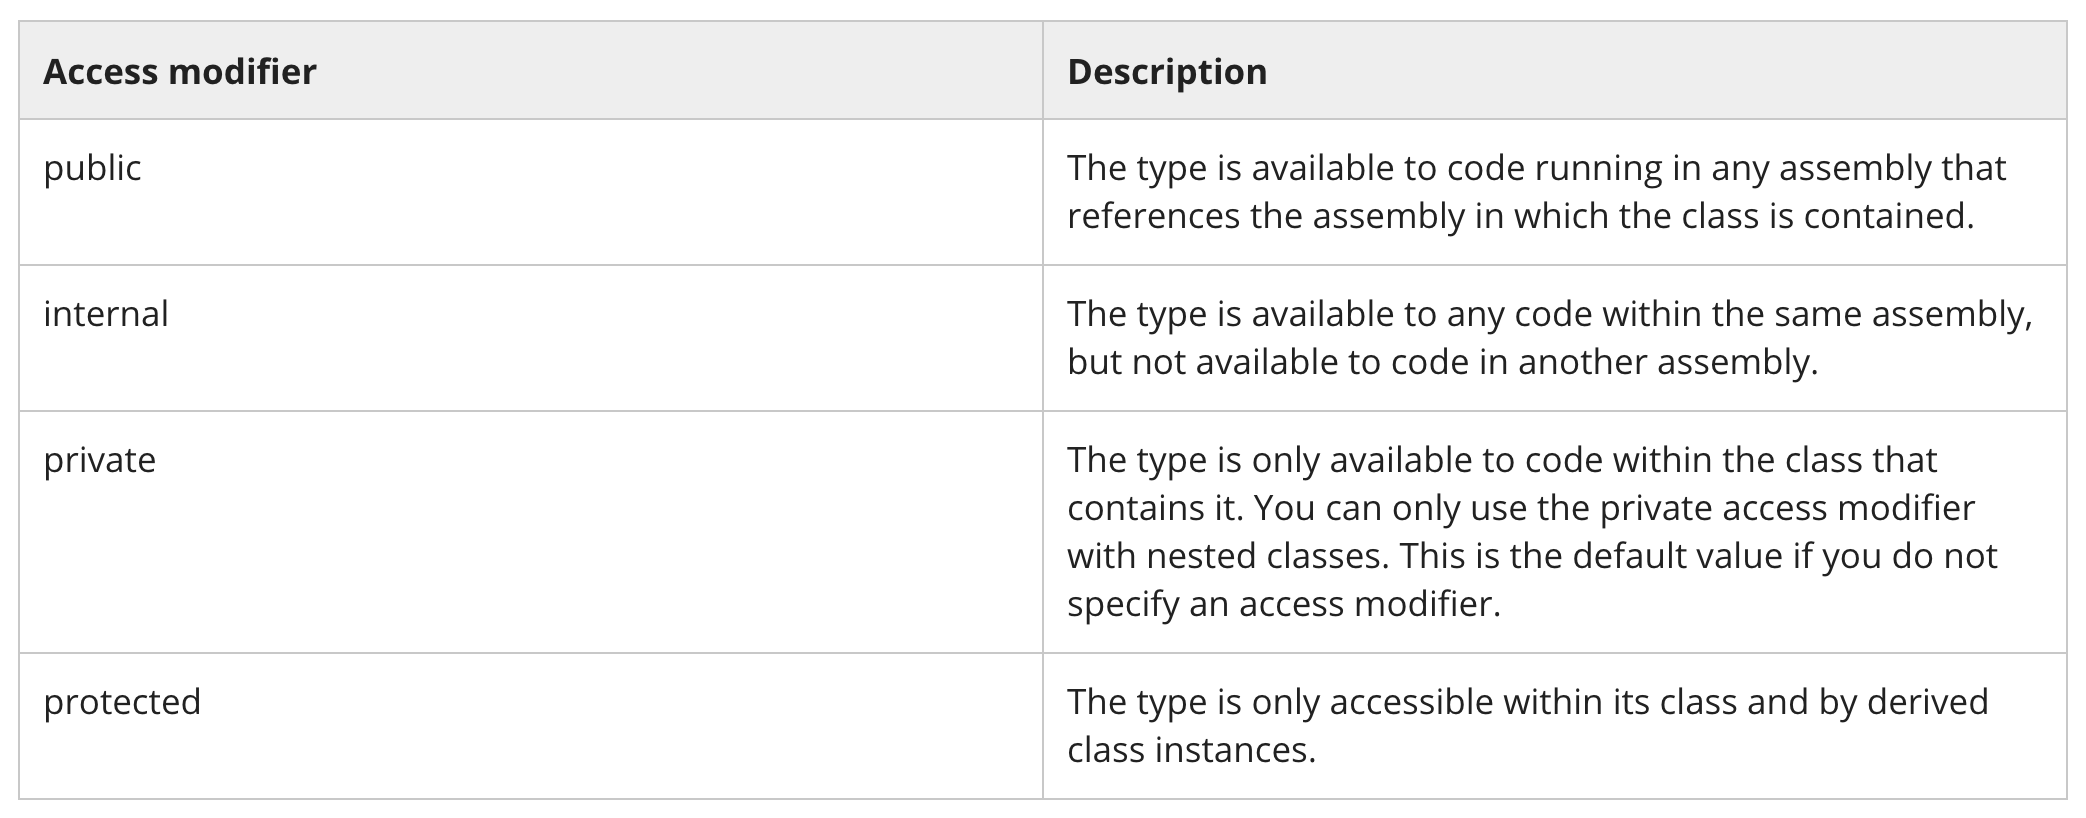 Access modifier
Description
public
The type is available to code running in any assembly that
references the assembly in which the class is contained.
internal
The type is available to any code within the same assembly,
but not available to code in another assembly.
private
The type is only available to code within the class that
contains it. You can only use the private access modifier
with nested classes. This is the default value if you do not
specify an access modifier.
protected
The type is only accessible within its class and by derived
class instances.